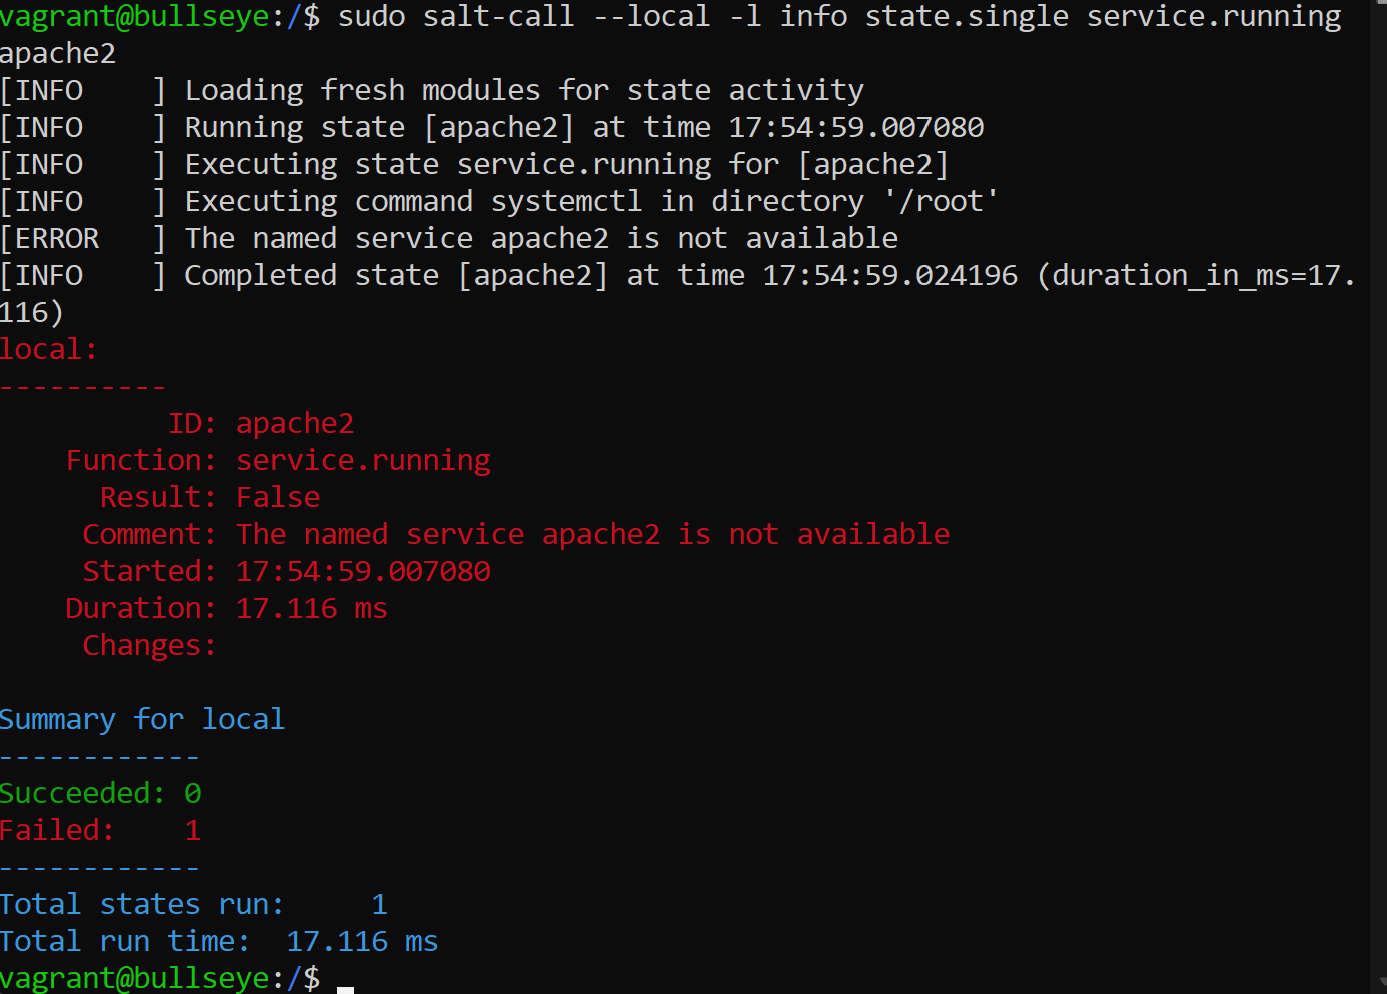 vagrant@bullseye:/$ sudo salt-call --local -l info state.single service.running
apache2
[INFO    ] Loading fresh modules for state activity
[INFO    ] Running state [apache2] at time 17:54:59.007080
[INFO    ] Executing state service.running for [apache2]
[INFO    ] Executing command systemctl in directory '/root'
[ERROR   ] The named service apache2 is not available
[INFO    ] Completed state [apache2] at time 17:54:59.024196 (duration_in_ms=17.
116)
local:
----------
          ID: apache2
    Function: service.running
      Result: False
     Comment: The named service apache2 is not available
     Started: 17:54:59.007080
    Duration: 17.116 ms
     Changes:

Summary for local
------------
Succeeded: 0
Failed:    1
------------
Total states run:     1
Total run time:  17.116 ms
vagrant@bullseye:/$